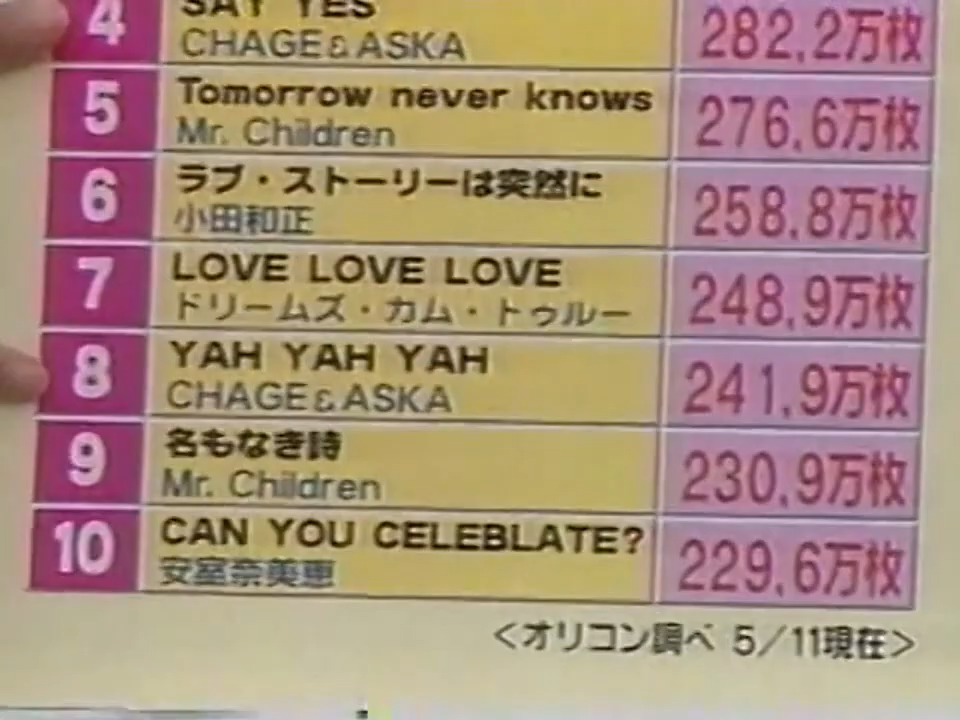 4
SAY YES
CHAGE&ASKA
282.2万枚
5
Tomorrow never knows
Mr. Children
276.6万枚
6
ラブ・ストーリーは突然に
小田和正
258.8万枚
7
LOVE LOVE LOVE
ドリームズ・カム・トゥルー
248.9万枚
8
YAH YAH YAH
CHAGE&ASKA
241.9万枚
9
名もなき詩
Mr. Children
230.9万枚
10
CAN YOU CELEBLATE?
安室奈美恵
229.6万枚
<オリコン調べ 5/11現在>